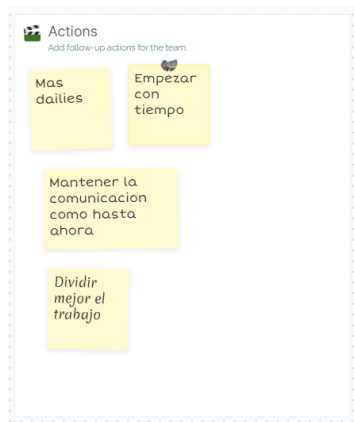 Actions
Add follow-up actions for the team.
Mas
dailies
Empezar
con
tiempo
Mantener la
comunicacion
como hasta
ahora
Dividir
mejor el
trabajo